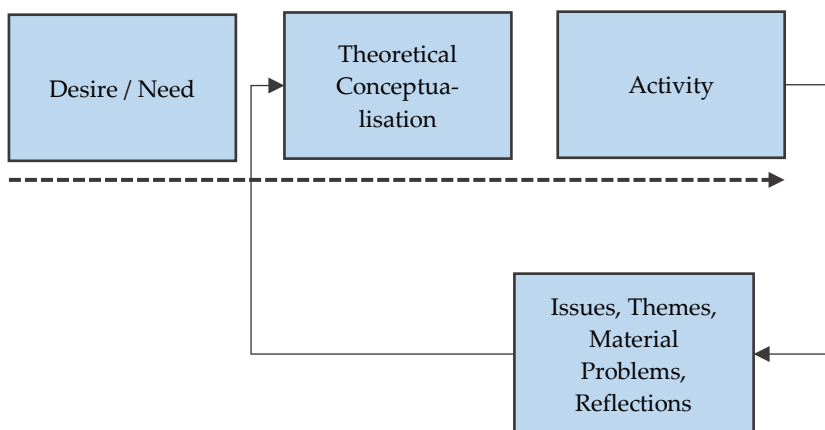 Desire / Need
Theoretical
Conceptua-
lisation
Activity
Issues, Themes,
Material
Problems,
Reflections